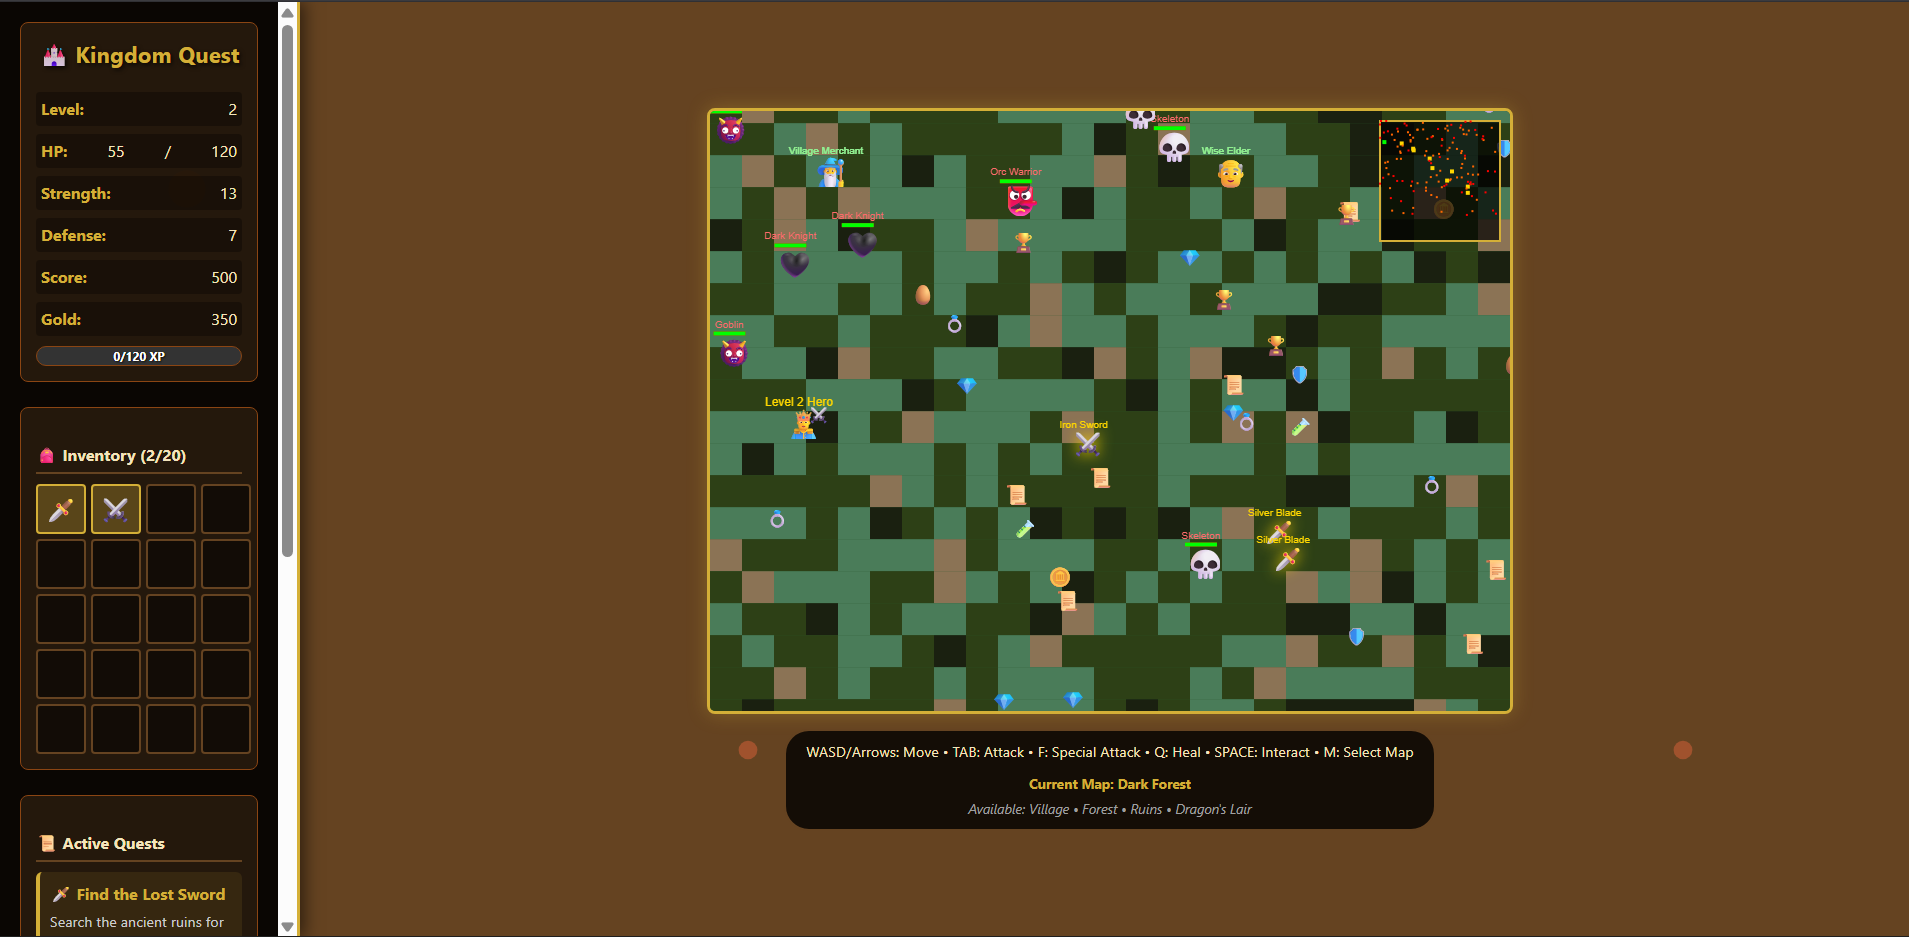 Kingdom Quest
Level: 2
HP: 55 / 120
Strength: 13
Defense: 7
Score: 500
Gold: 350
0/120 XP
Inventory (2/20)
Active Quests
Find the Lost Sword
Search the ancient ruins for
Skeleton
Village Merchant
Wise Elder
Orc Warrior
Dark Knight
Dark Knight
Goblin
Level 2 Hero
Iron Sword
Silver Blade
Skeleton
Silver Blade
WASD/Arrows: Move • TAB: Attack • F: Special Attack • Q: Heal • SPACE: Interact • M: Select Map
Current Map: Dark Forest
Available: Village • Forest • Ruins • Dragon's Lair